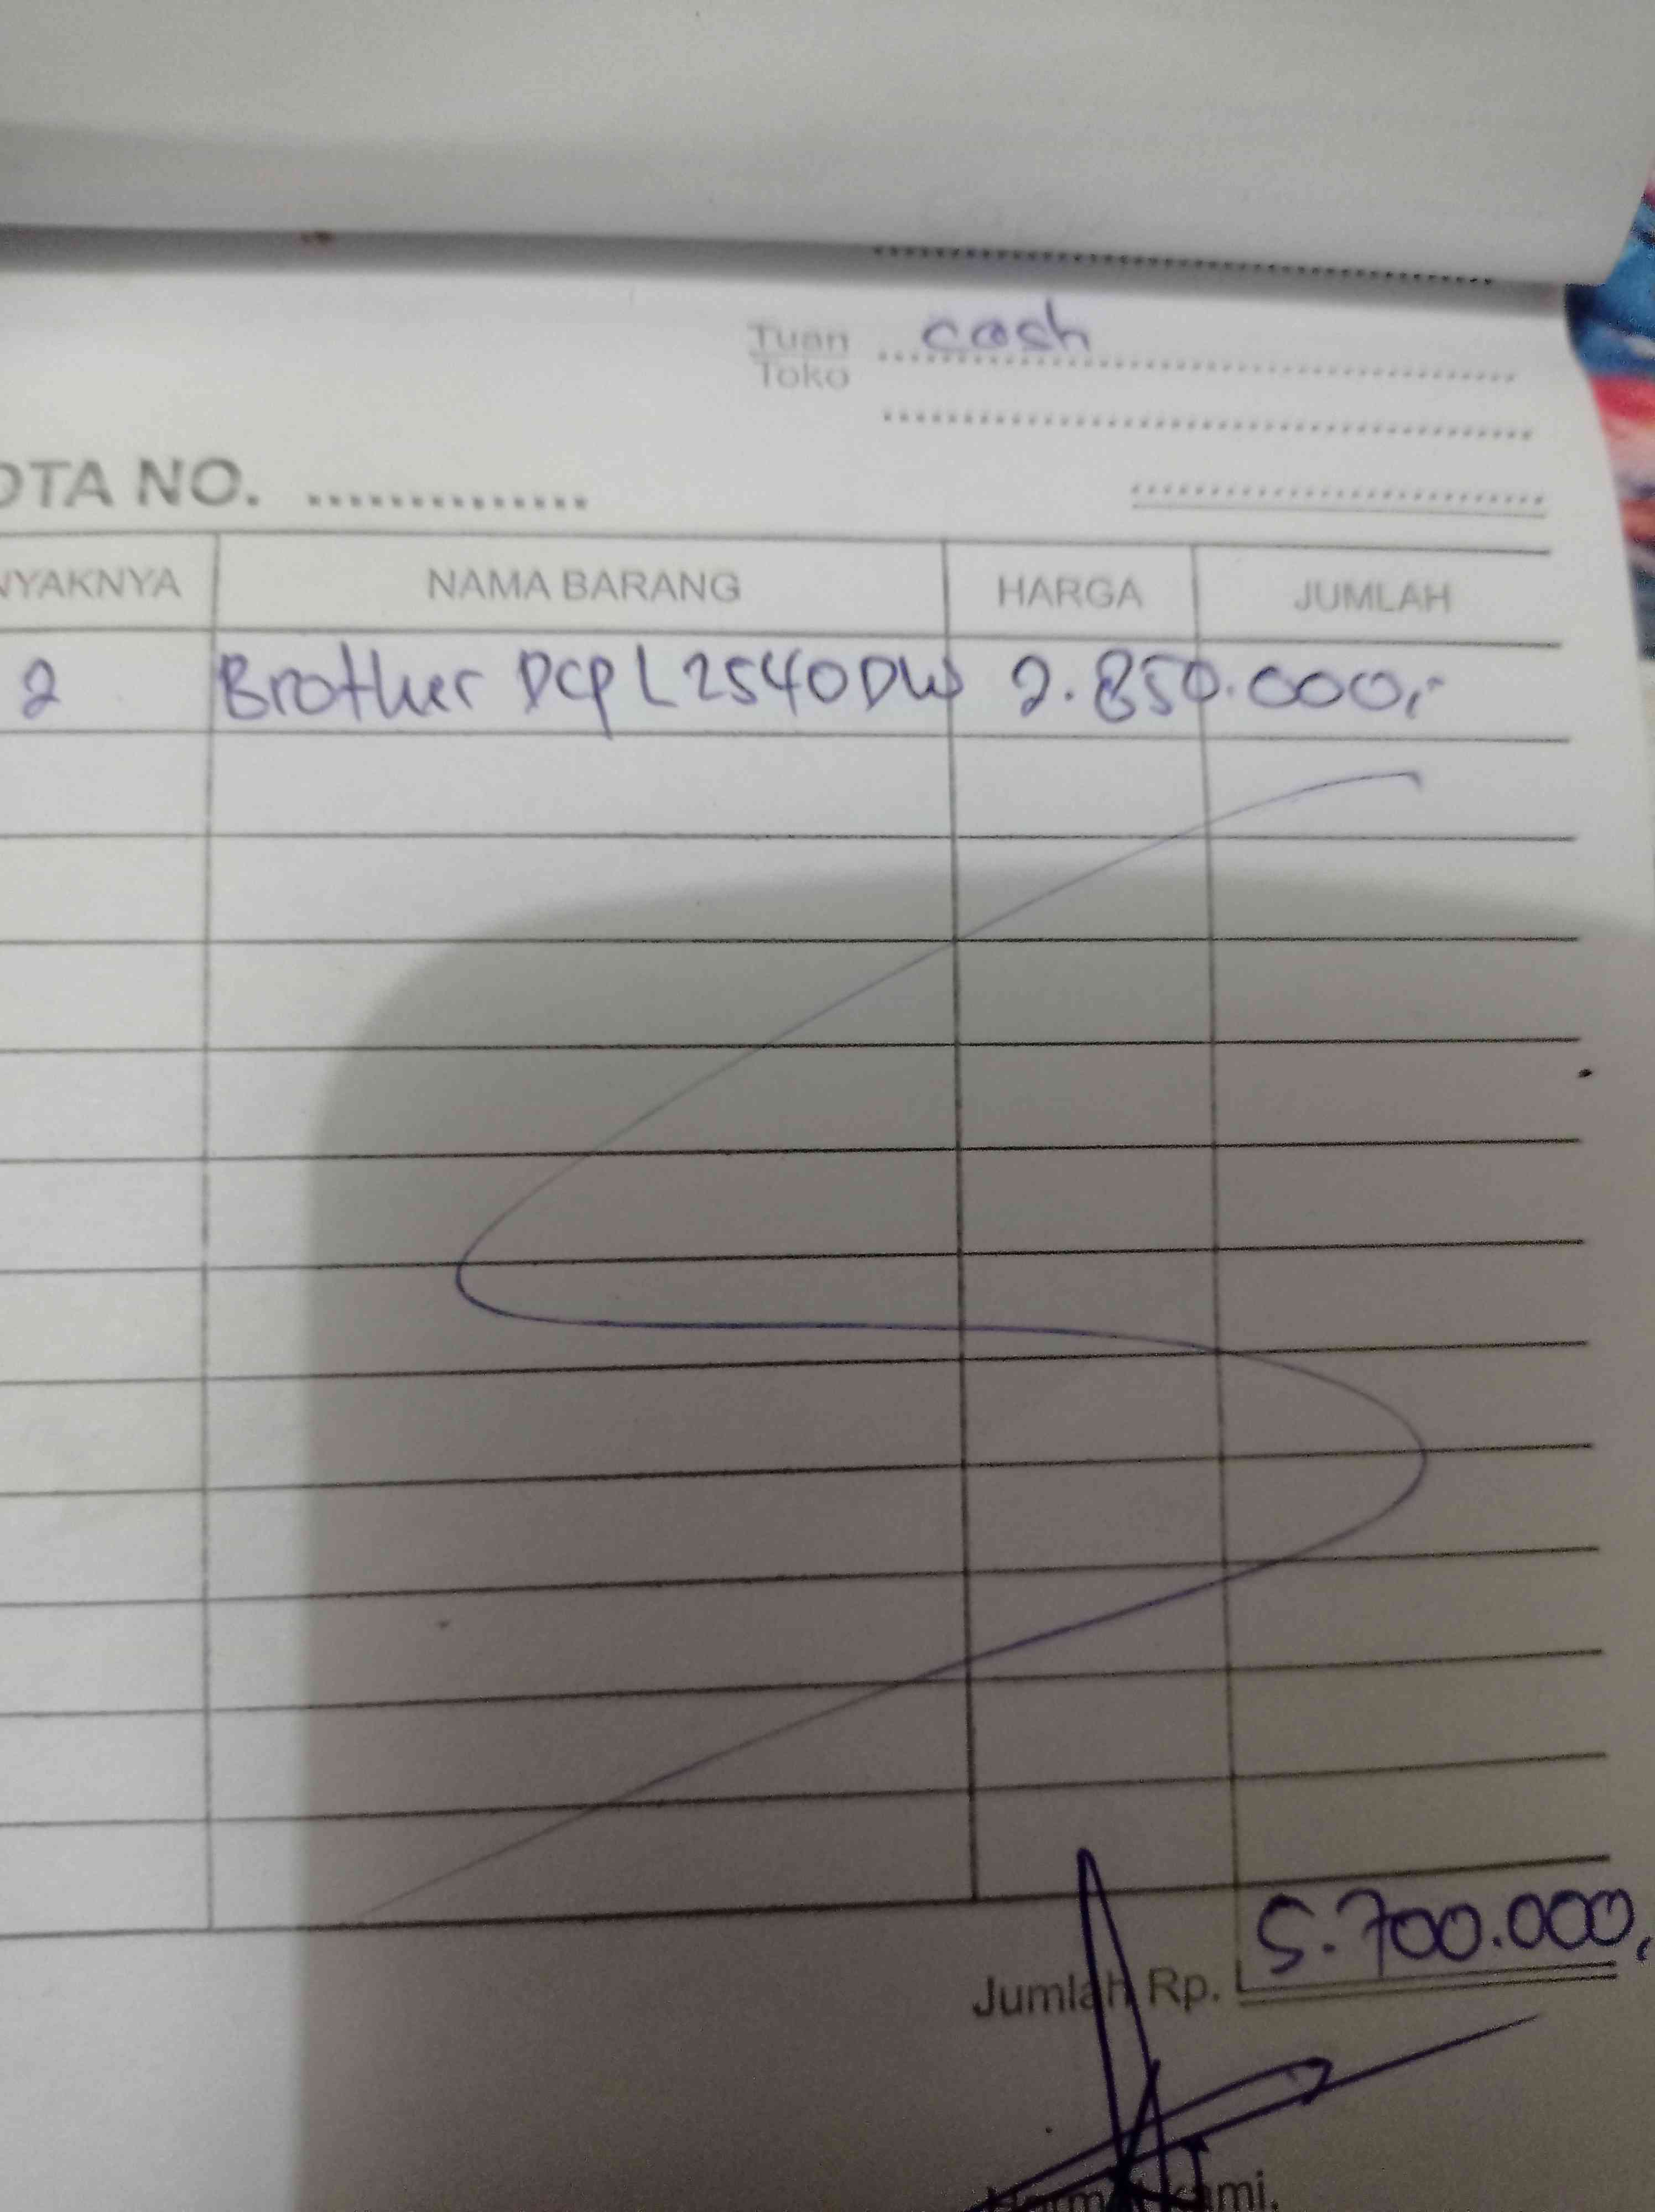 Tuan cash
Toko
OTA NO. ..............
NYAKNYA NAMA BARANG HARGA JUMLAH
2 Brother DCP L2540DW 2.850.000,-
Jumlah Rp. 5.700.000,